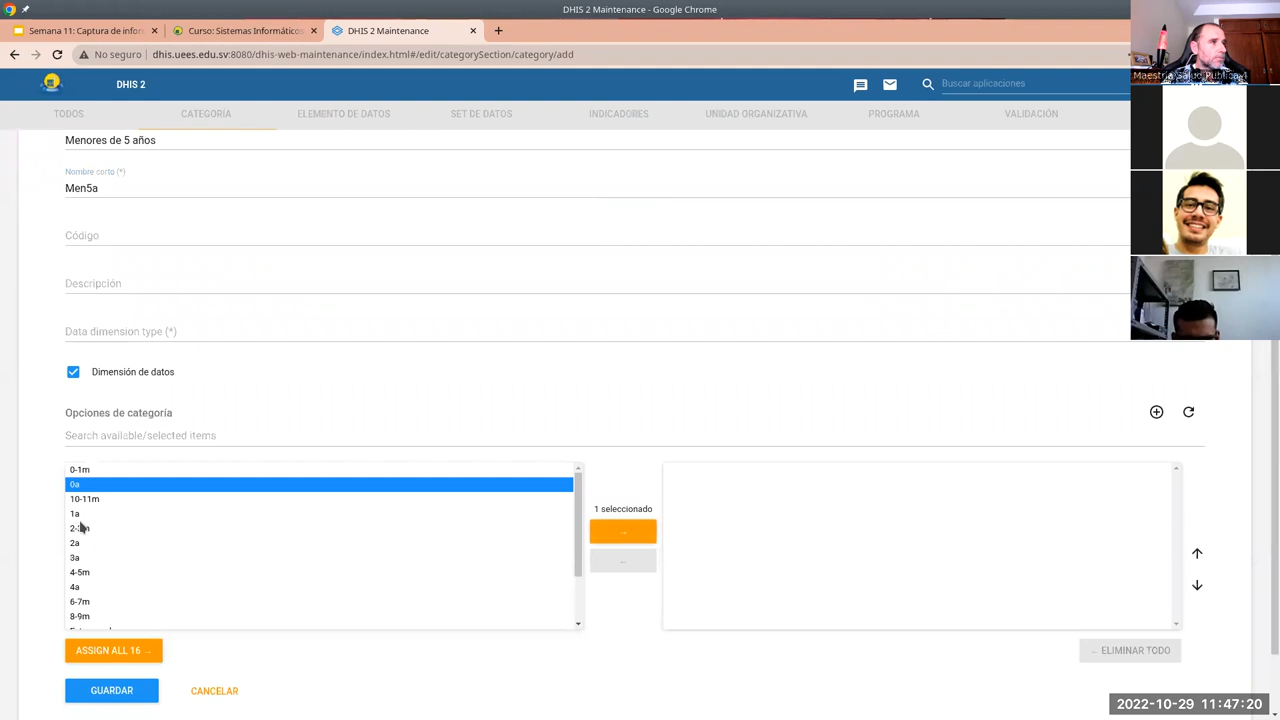 DHIS 2 Maintenance - Google Chrome
Semana 11: Captura de infor
Curso: Sistemas Informáticos
DHIS 2 Maintenance
No seguro
dhis.uees.edu.sv:8080/dhis-web-maintenance/index.html#/edit/categorySection/category/add
DHIS 2
Buscar aplicaciones
TODOS
CATEGORÍA
ELEMENTO DE DATOS
SET DE DATOS
INDICADORES
UNIDAD ORGANIZATIVA
PROGRAMA
VALIDACIÓN
Maestría Salud Pública
Menores de 5 años
Nombre corto (*)
Men5a
Código
Descripción
Data dimension type (*)
Dimensión de datos
Opciones de categoría
Search available/selected items
0-1m
0a
10-11m
1a
2a
3a
4-5m
4a
6-7m
8-9m
1 seleccionado
→
←
ASSIGN ALL 16 →
← ELIMINAR TODO
GUARDAR
CANCELAR
2022-10-29 11:47:20